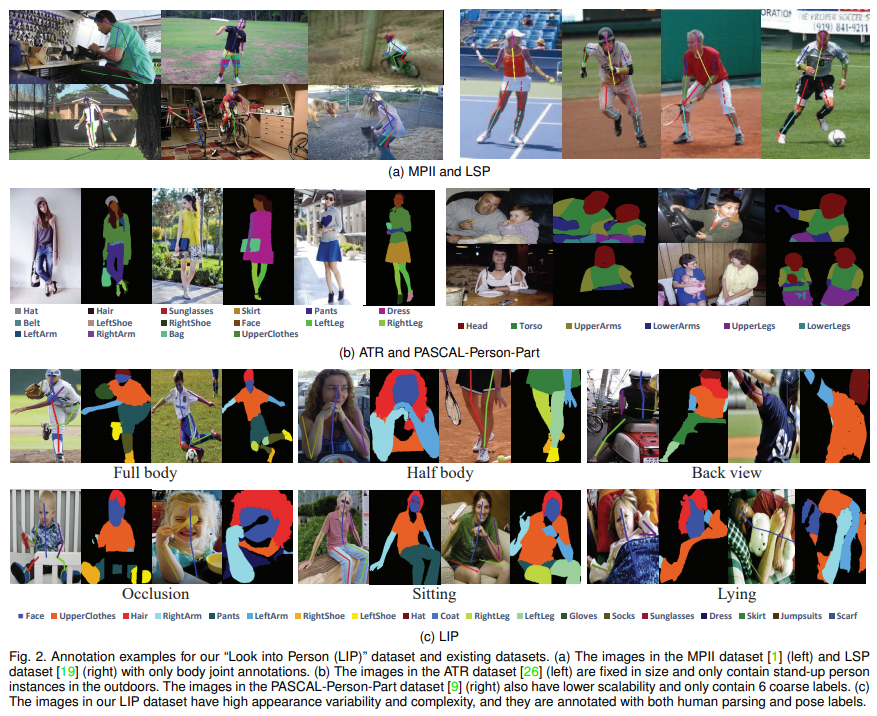 (919) 841-9211
(a) MPII and LSP
Hat Hair Sunglasses Skirt Pants Dress
Belt LeftShoe RightShoe Face LeftLeg RightLeg
LeftArm RightArm Bag UpperClothes
Head Torso UpperArms LowerArms UpperLegs LowerLegs
(b) ATR and PASCAL-Person-Part
Full body Half body Back view
Occlusion Sitting Lying
Face UpperClothes Hair RightArm Pants LeftArm RightShoe LeftShoe Hat Coat RightLeg LeftLeg Gloves Socks Sunglasses Dress Skirt Jumpsuits Scarf
(c) LIP
Fig. 2. Annotation examples for our “Look into Person (LIP)” dataset and existing datasets. (a) The images in the MPII dataset [1] (left) and LSP
dataset [19] (right) with only body joint annotations. (b) The images in the ATR dataset [26] (left) are fixed in size and only contain stand-up person
instances in the outdoors. The images in the PASCAL-Person-Part dataset [9] (right) also have lower scalability and only contain 6 coarse labels. (c)
The images in our LIP dataset have high appearance variability and complexity, and they are annotated with both human parsing and pose labels.